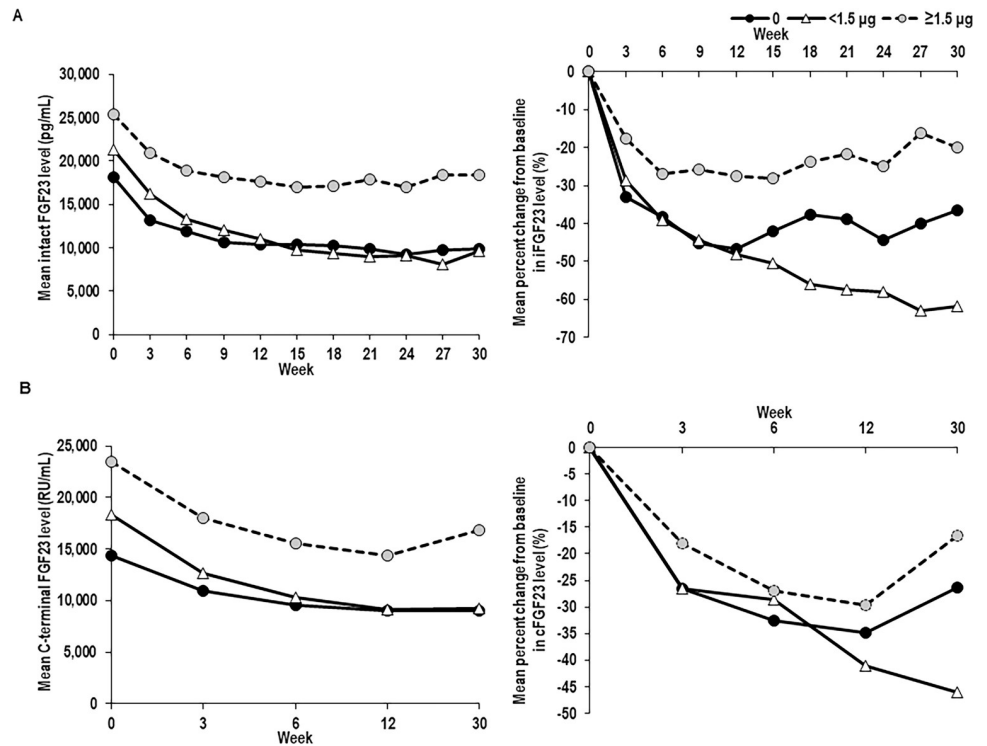 A
0 <1.5 µg ≥1.5 µg
Week
0 3 6 9 12 15 18 21 24 27 30
30,000
25,000
20,000
15,000
10,000
5,000
0
Mean intact FGF23 level (pg/mL)
0 3 6 9 12 15 18 21 24 27 30
Week
0
-10
-20
-30
-40
-50
-60
-70
Mean percent change from baseline
in iFGF23 level (%)
B
25,000
20,000
15,000
10,000
5,000
0
Mean C-terminal FGF23 level (RU/mL)
0 3 6 12 30
Week
Week
0 3 6 12 30
0
-5
-10
-15
-20
-25
-30
-35
-40
-45
-50
Mean percent change from baseline
in cFGF23 level (%)